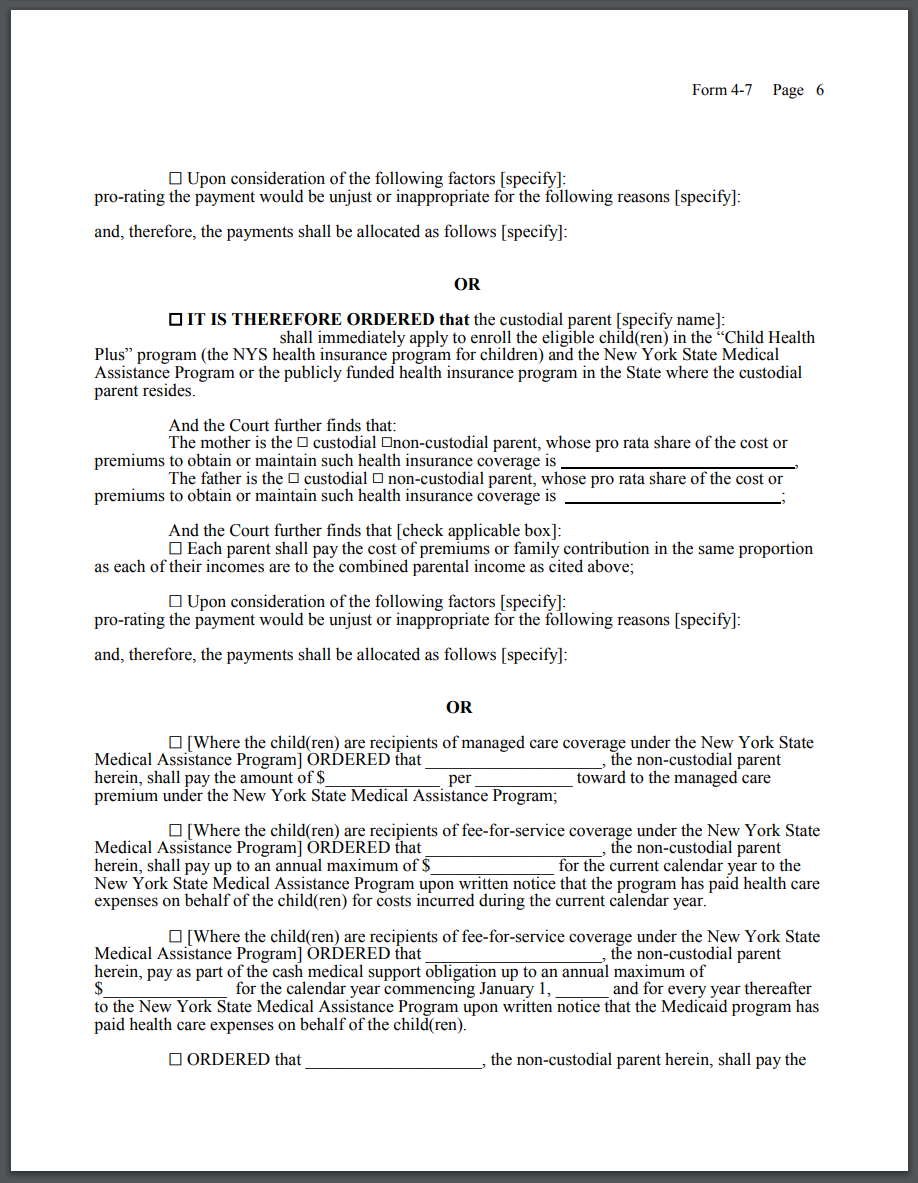 Form 4-7 Page 6
☐ Upon consideration of the following factors [specify]:
pro-rating the payment would be unjust or inappropriate for the following reasons [specify]:
and, therefore, the payments shall be allocated as follows [specify]:
OR
☐ IT IS THEREFORE ORDERED that the custodial parent [specify name]:
shall immediately apply to enroll the eligible child(ren) in the “Child Health
Plus” program (the NYS health insurance program for children) and the New York State Medical
Assistance Program or the publicly funded health insurance program in the State where the custodial
parent resides.
And the Court further finds that:
The mother is the ☐ custodial ☐non-custodial parent, whose pro rata share of the cost or
premiums to obtain or maintain such health insurance coverage is __________________________,
The father is the ☐ custodial ☐ non-custodial parent, whose pro rata share of the cost or
premiums to obtain or maintain such health insurance coverage is ________________________;
And the Court further finds that [check applicable box]:
☐ Each parent shall pay the cost of premiums or family contribution in the same proportion
as each of their incomes are to the combined parental income as cited above;
☐ Upon consideration of the following factors [specify]:
pro-rating the payment would be unjust or inappropriate for the following reasons [specify]:
and, therefore, the payments shall be allocated as follows [specify]:
OR
☐ [Where the child(ren) are recipients of managed care coverage under the New York State
Medical Assistance Program] ORDERED that ____________________, the non-custodial parent
herein, shall pay the amount of $_____________ per ___________ toward to the managed care
premium under the New York State Medical Assistance Program;
☐ [Where the child(ren) are recipients of fee-for-service coverage under the New York State
Medical Assistance Program] ORDERED that ____________________, the non-custodial parent
herein, shall pay up to an annual maximum of $______________ for the current calendar year to the
New York State Medical Assistance Program upon written notice that the program has paid health care
expenses on behalf of the child(ren) for costs incurred during the current calendar year.
☐ [Where the child(ren) are recipients of fee-for-service coverage under the New York State
Medical Assistance Program] ORDERED that ____________________, the non-custodial parent
herein, pay as part of the cash medical support obligation up to an annual maximum of
$______________ for the calendar year commencing January 1, ______ and for every year thereafter
to the New York State Medical Assistance Program upon written notice that the Medicaid program has
paid health care expenses on behalf of the child(ren).
☐ ORDERED that ____________________, the non-custodial parent herein, shall pay the